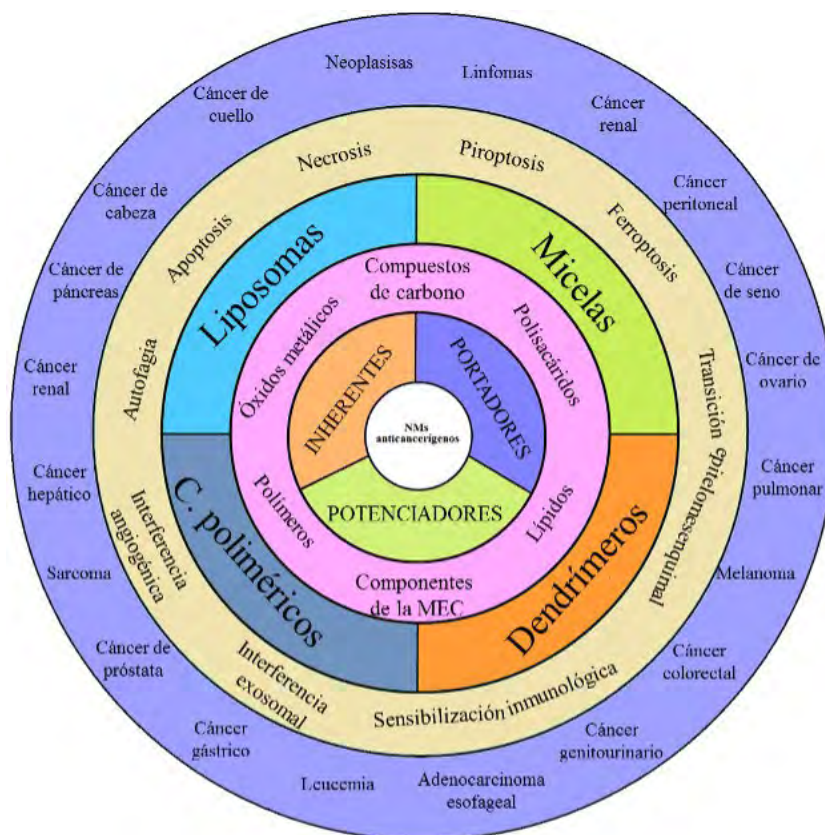 Neoplasisas
Linfomas
Cáncer
renal
Cáncer
peritoneal
Cáncer
de seno
Cáncer de
ovario
Cáncer
pulmonar
Melanoma
Cáncer
colorectal
Cáncer
genitourinario
Adenocarcinoma
esofageal
Leucemia
Cáncer
gástrico
Cáncer de
próstata
Sarcoma
Cáncer
hepático
Cáncer
renal
Cáncer de
páncreas
Cáncer de
cabeza
Cáncer de
cuello
Necrosis
Piroptosis
Ferroptosis
Transición epitelomesenquimal
Sensibilización inmunológica
Interferencia
exosomal
Interferencia
angiogénica
Autofagia
Apoptosis
Liposomas
Micelas
Dendrímeros
C. poliméricos
Compuestos
de carbono
Polisacáridos
Lípidos
Componentes
de la MEC
Polímeros
Óxidos metálicos
INHERENTES
PORTADORES
POTENCIADORES
NMs
anticancerígenos